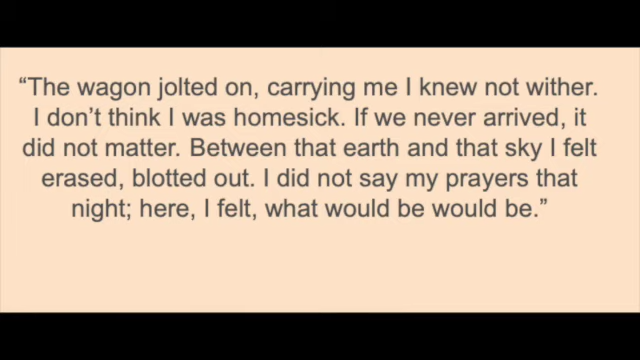 “The wagon jolted on, carrying me I knew not wither.
I don’t think I was homesick. If we never arrived, it
did not matter. Between that earth and that sky I felt
erased, blotted out. I did not say my prayers that
night; here, I felt, what would be would be.”